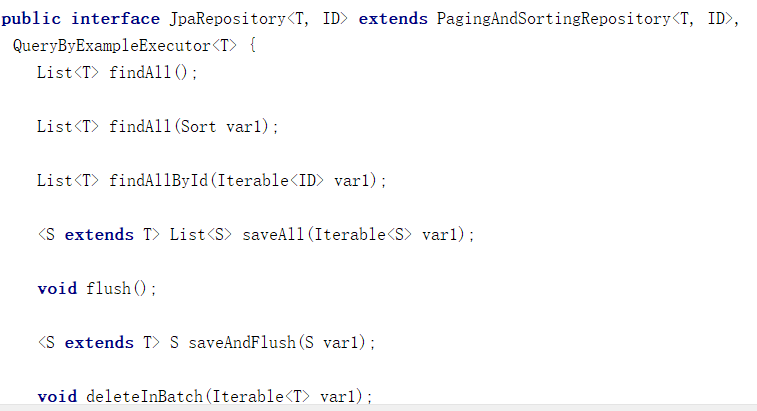 public interface JpaRepository<T, ID> extends PagingAndSortingRepository<T, ID>,
QueryByExampleExecutor<T> {
List<T> findAll();
List<T> findAll(Sort var1);
List<T> findAllById(Iterable<ID> var1);
<S extends T> List<S> saveAll(Iterable<S> var1);
void flush();
<S extends T> S saveAndFlush(S var1);
void deleteInBatch(Iterable<T> var1);